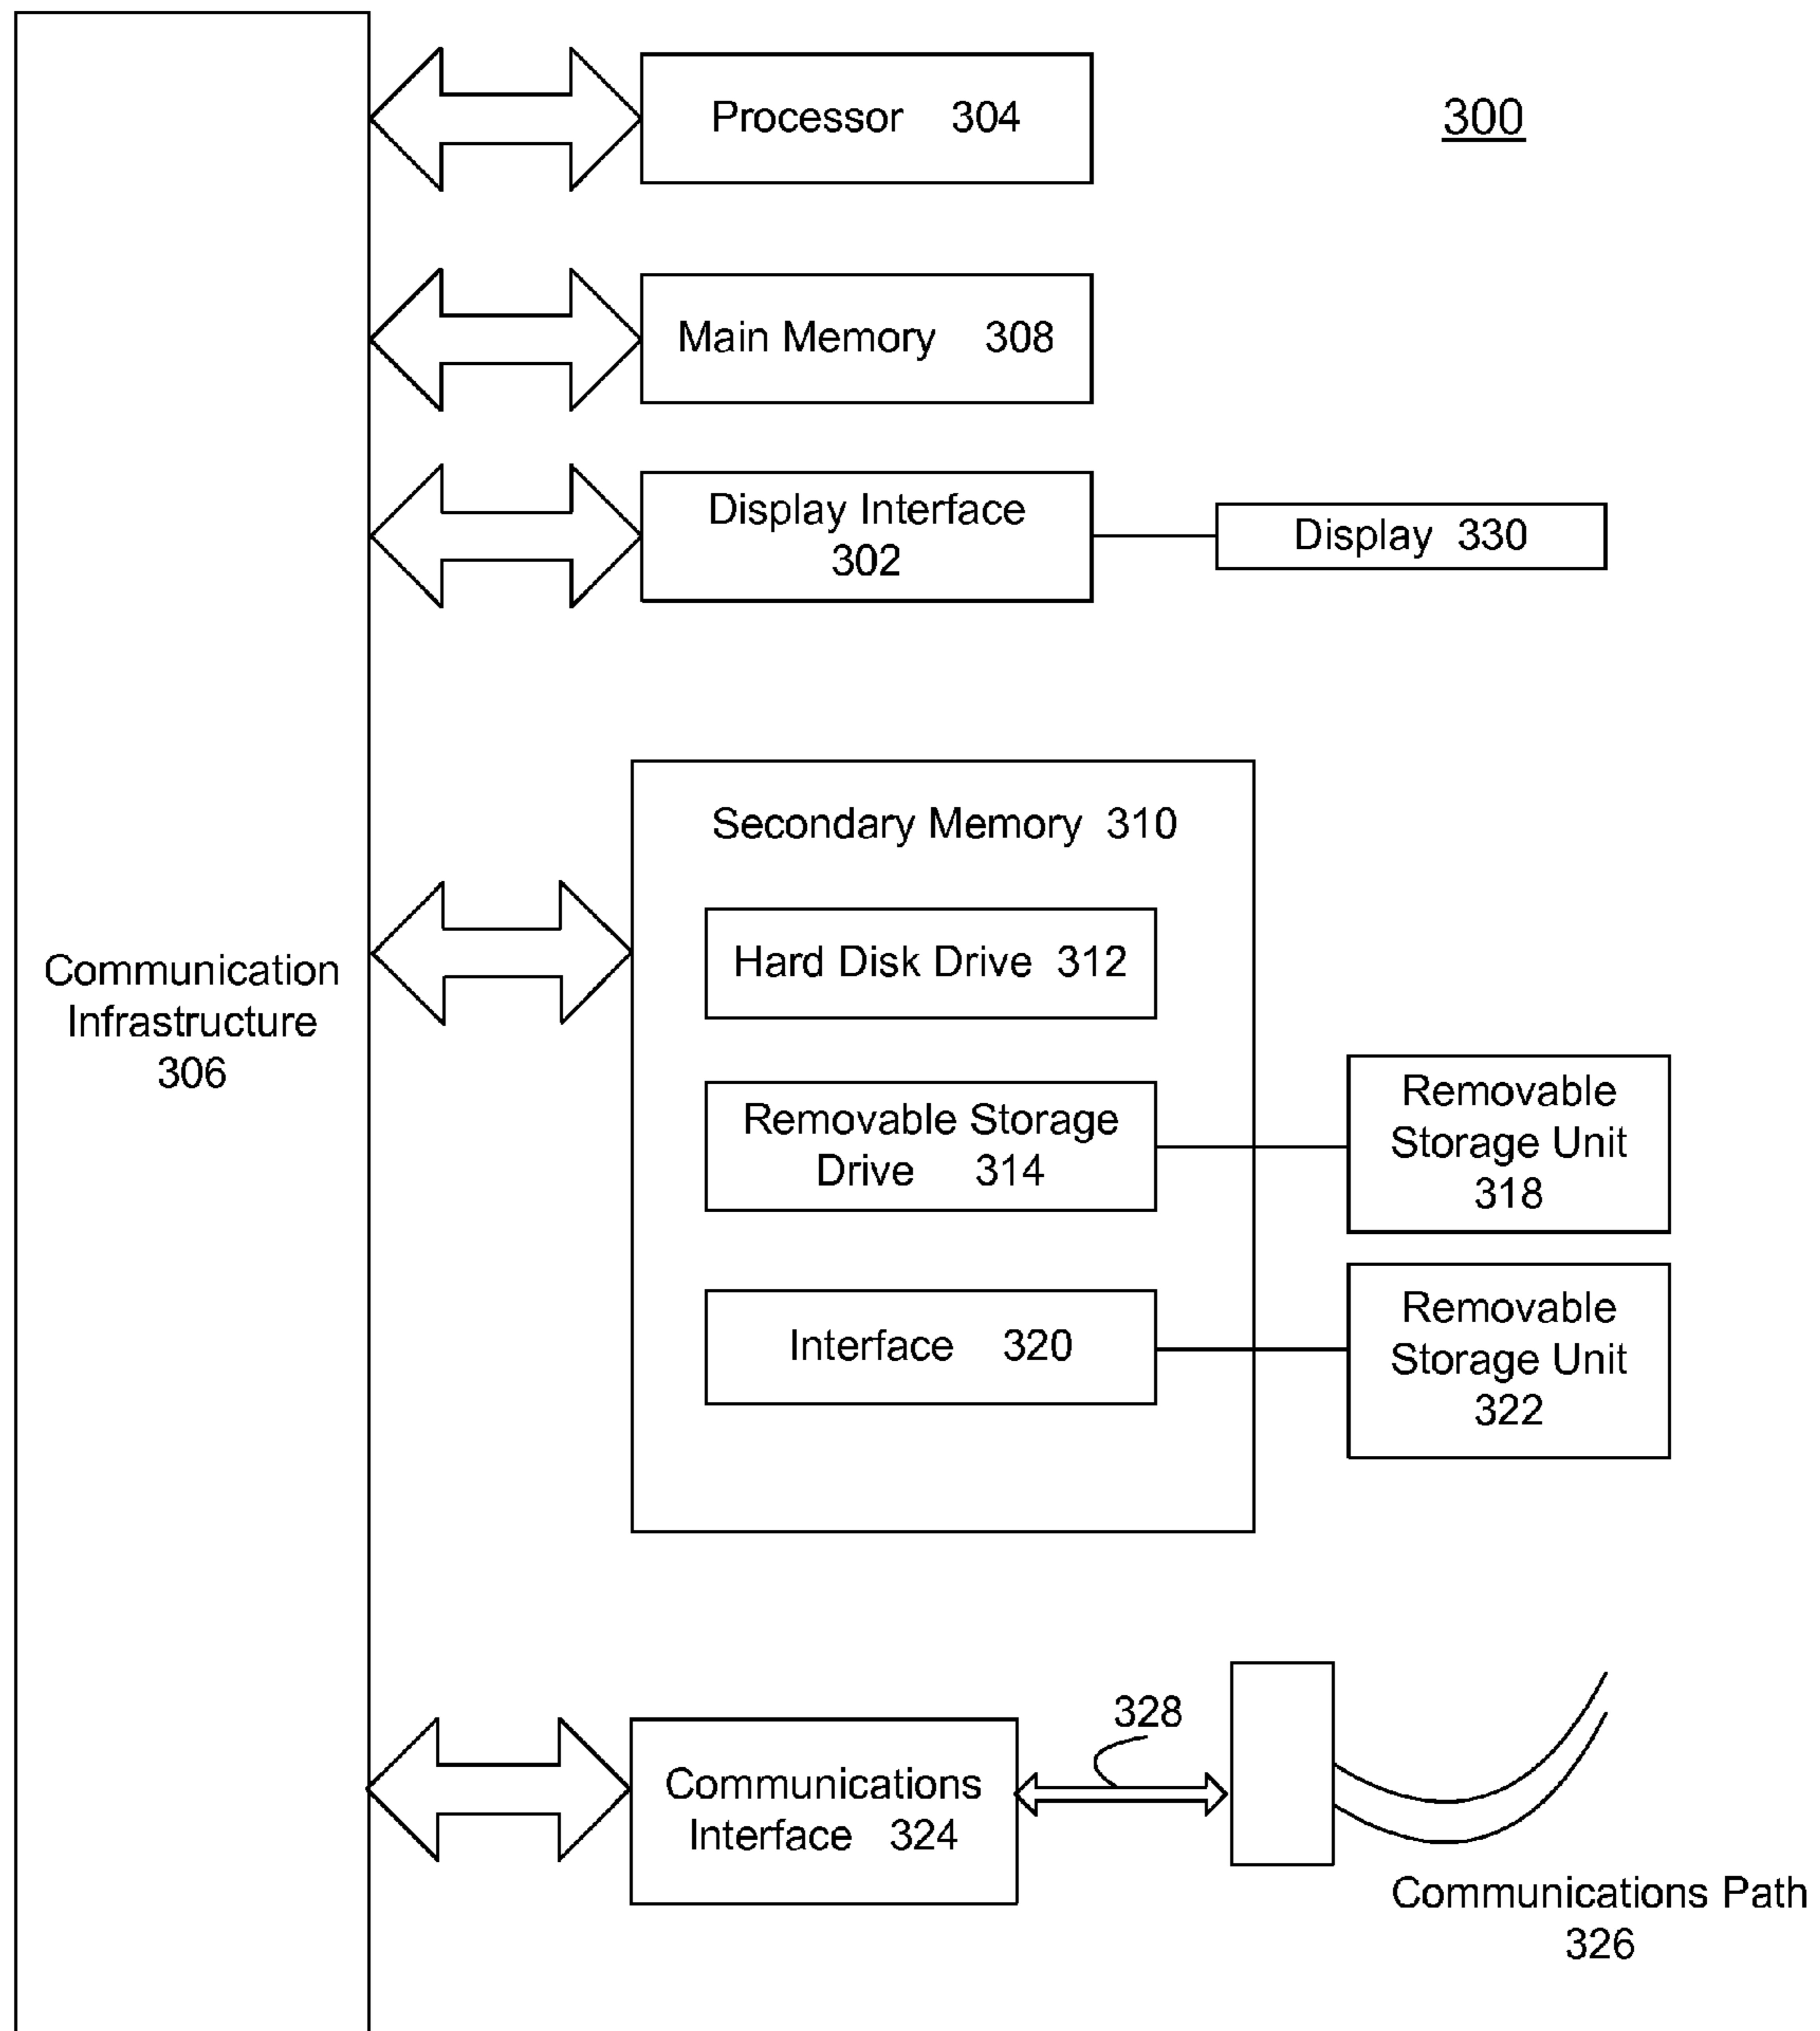 Processor 304
300
Main Memory 308
Display Interface
302
Display 330
Secondary Memory 310
Hard Disk Drive 312
Communication
Infrastructure
306
Removable Storage
Drive 314
Removable
Storage Unit
318
Interface 320
Removable
Storage Unit
322
328
Communications
Interface 324
Communications Path
326